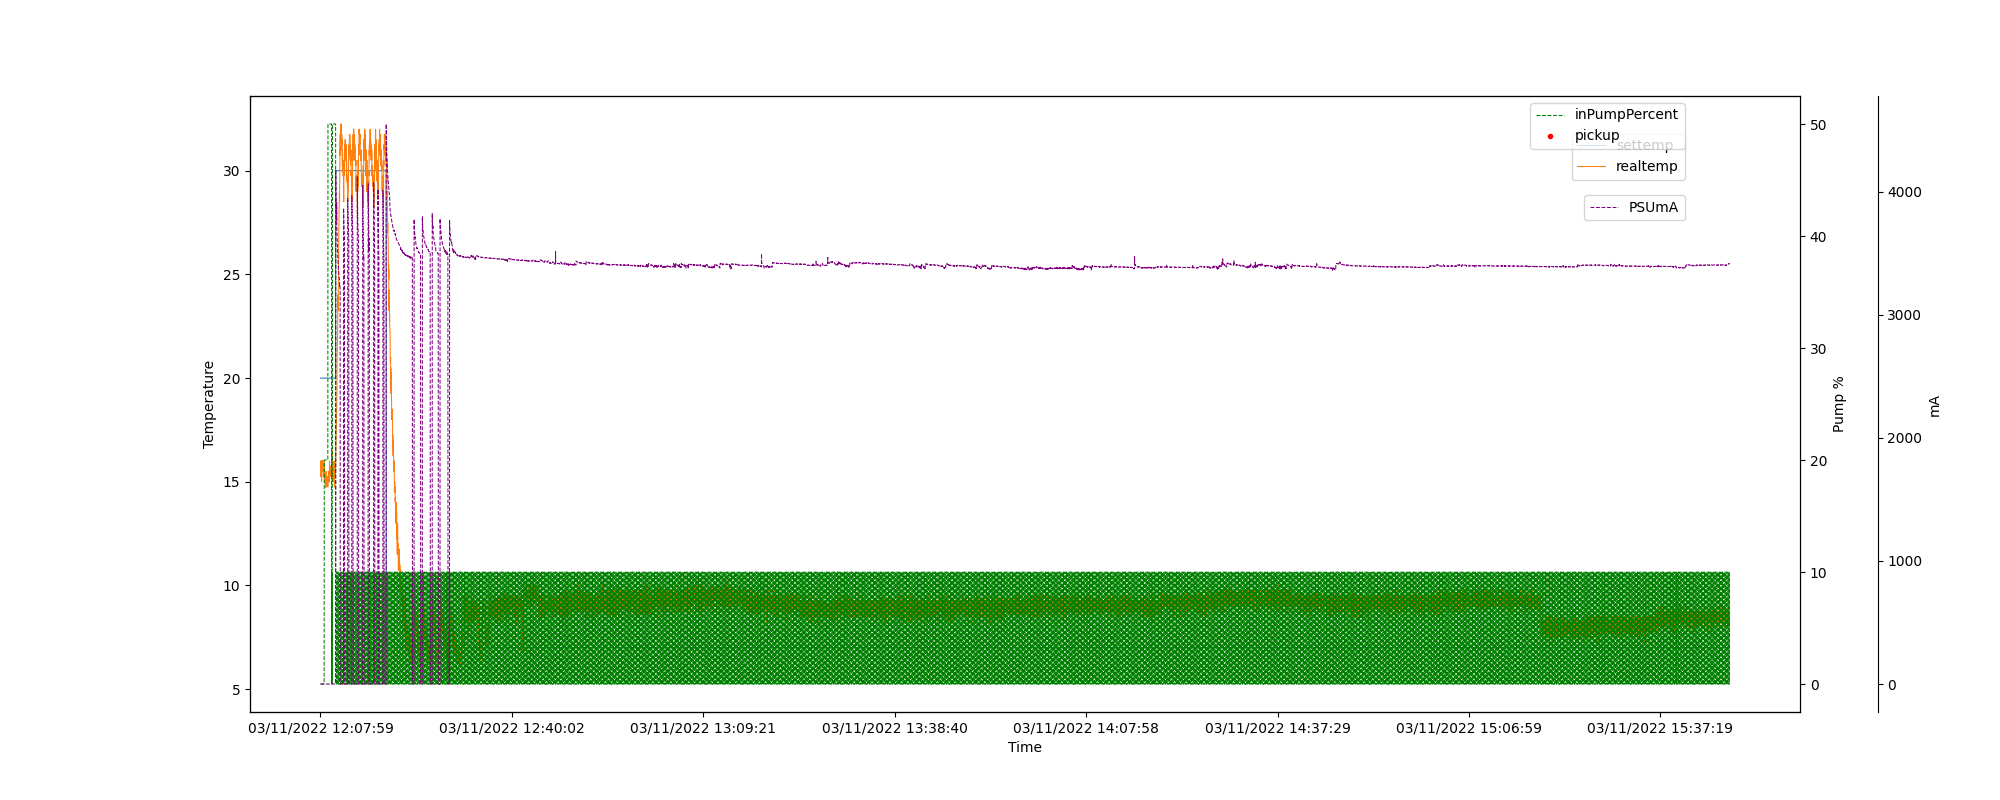 inPumpPercent
pickup
settemp
realtemp
PSUmA
Temperature
30
25
20
15
10
5
50
40
30
20
10
0
Pump %
4000
3000
2000
1000
0
mA
03/11/2022 12:07:59
03/11/2022 12:40:02
03/11/2022 13:09:21
03/11/2022 13:38:40
03/11/2022 14:07:58
03/11/2022 14:37:29
03/11/2022 15:06:59
03/11/2022 15:37:19
Time